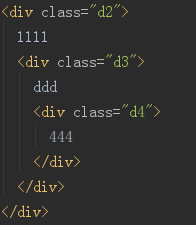 <div class="d2">
  1111
  <div class="d3">
    ddd
    <div class="d4">
      444
    </div>
  </div>
</div>